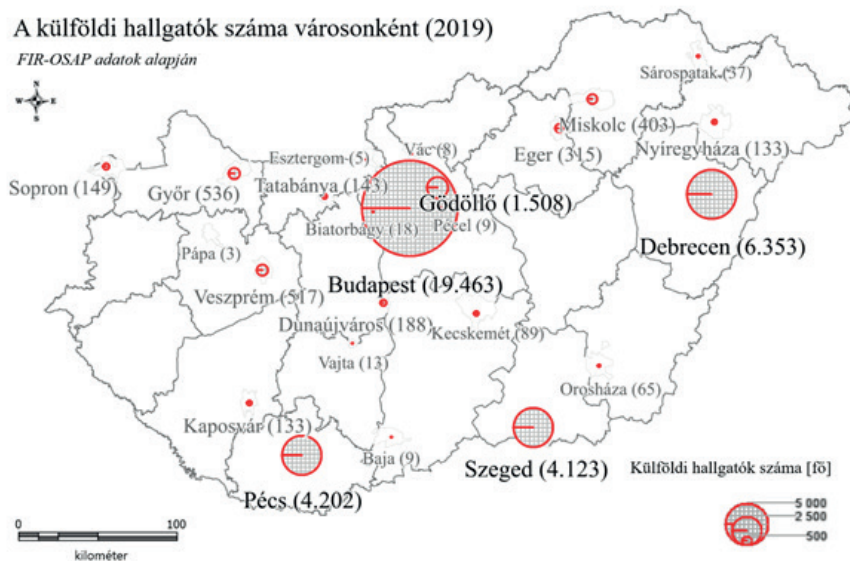 A külföldi hallgatók száma városonként (2019)
FIR-OSAP adatok alapján
N
W E
S
Sárospatak (37)
Miskolc (403)
Nyíregyháza (133)
Eger (315)
Vác (8)
Esztergom (5)
Sopron (149)
Győr (536)
Tatabánya (143)
Gödöllő (1.508)
Biatorbágy (18)
Pécel (9)
Debrecen (6.353)
Pápa (3)
Veszprém (517)
Budapest (19.463)
Dunaújváros (188)
Kecskemét (89)
Vajta (13)
Orosháza (65)
Kaposvár (133)
Baja (9)
Szeged (4.123)
Pécs (4.202)
Külföldi hallgatók száma [fő]
5 000
2 500
500
0 100
kilométer